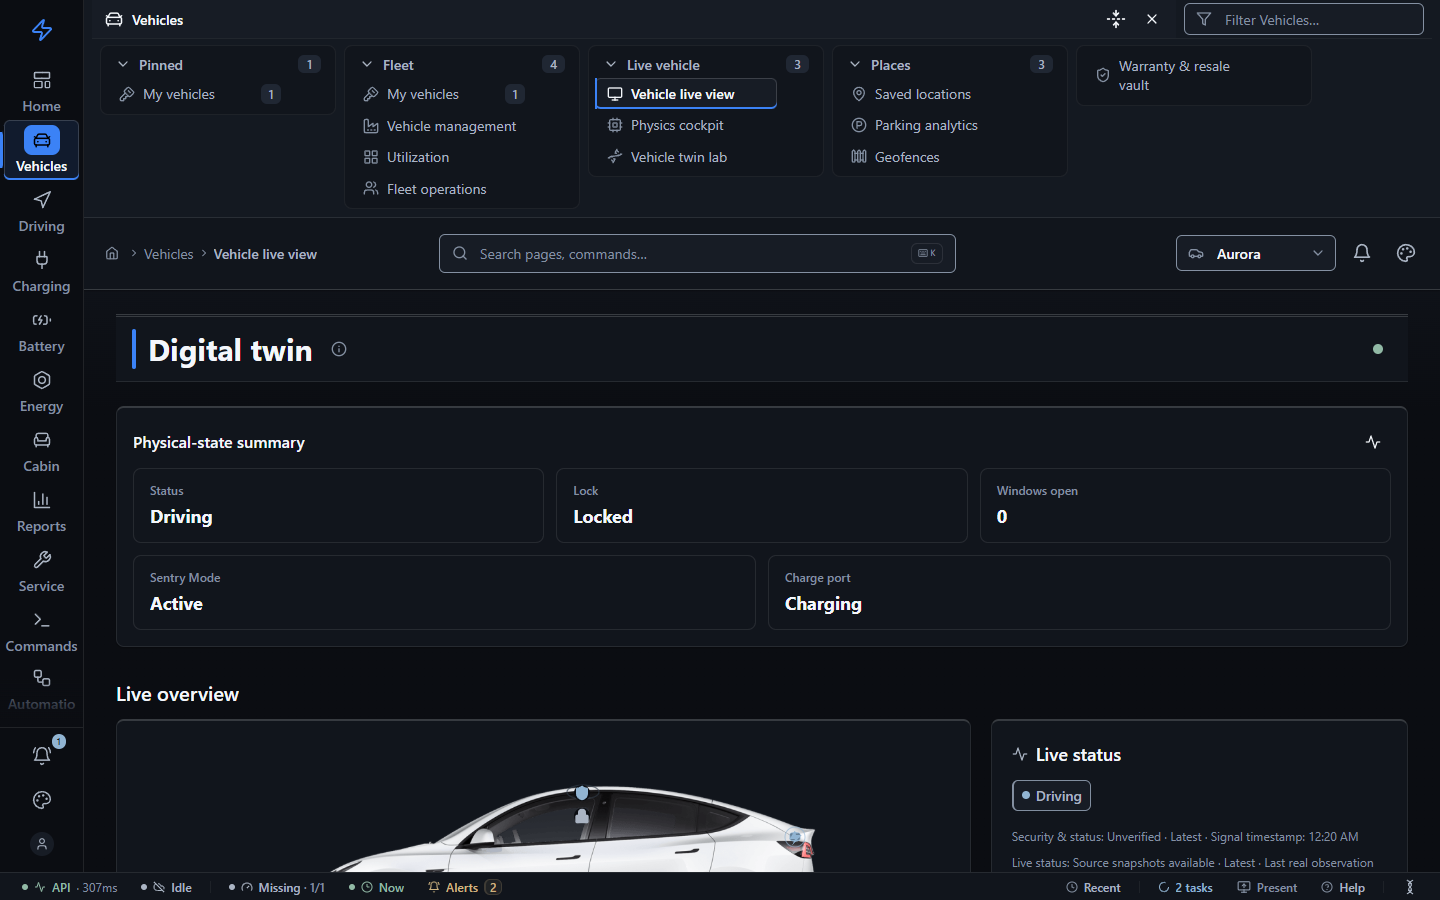 Vehicles
Filter Vehicles...
Home
Vehicles
Driving
Charging
Battery
Energy
Cabin
Reports
Service
Commands
Automatio
1
Pinned 1
My vehicles 1
Fleet 4
My vehicles 1
Vehicle management
Utilization
Fleet operations
Live vehicle 3
Vehicle live view
Physics cockpit
Vehicle twin lab
Places 3
Saved locations
Parking analytics
Geofences
Warranty & resale
vault
Vehicles > Vehicle live view
Search pages, commands... K
Aurora
Digital twin
Physical-state summary
Status
Driving
Lock
Locked
Windows open
0
Sentry Mode
Active
Charge port
Charging
Live overview
Live status
Driving
Security & status: Unverified · Latest · Signal timestamp: 12:20 AM
Live status: Source snapshots available · Latest · Last real observation
API · 307ms Idle Missing · 1/1 Now Alerts 2 Recent 2 tasks Present Help